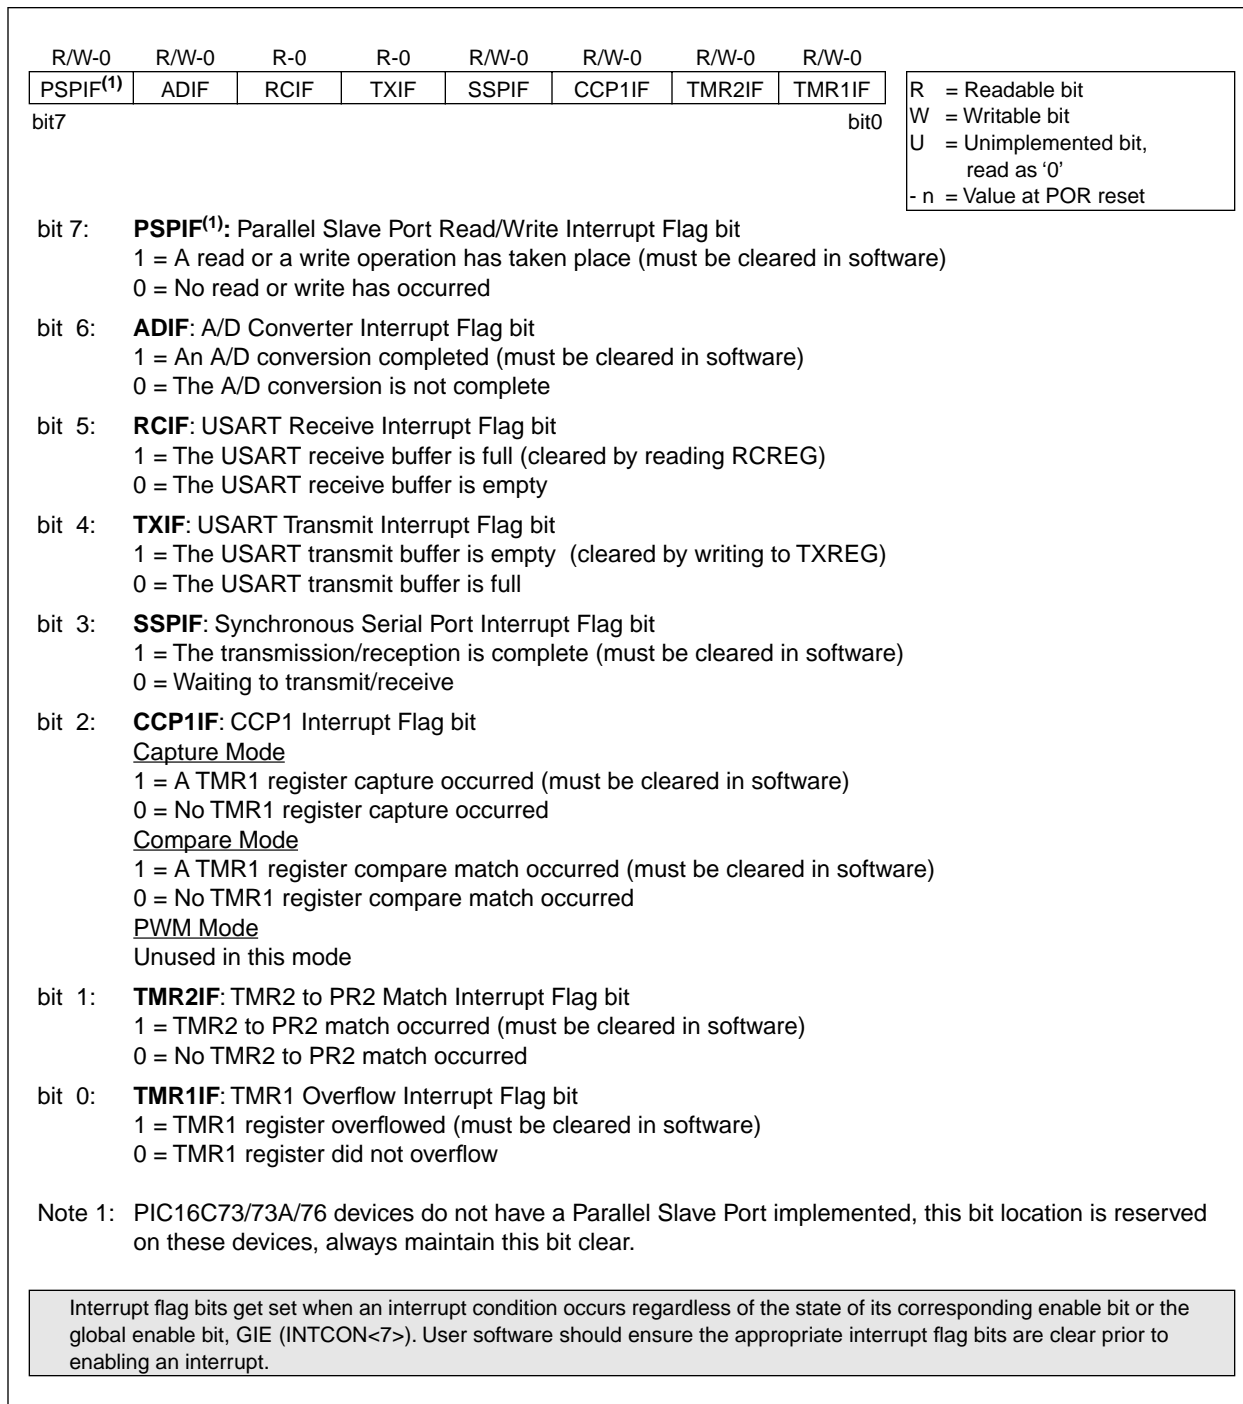 R/W-0 R/W-0 R-0 R-0 R/W-0 R/W-0 R/W-0 R/W-0
PSPIF(1) ADIF RCIF TXIF SSPIF CCP1IF TMR2IF TMR1IF
bit7 bit0
R = Readable bit
W = Writable bit
U = Unimplemented bit,
read as ‘0’
- n = Value at POR reset
bit 7: PSPIF(1): Parallel Slave Port Read/Write Interrupt Flag bit
1 = A read or a write operation has taken place (must be cleared in software)
0 = No read or write has occurred
bit 6: ADIF: A/D Converter Interrupt Flag bit
1 = An A/D conversion completed (must be cleared in software)
0 = The A/D conversion is not complete
bit 5: RCIF: USART Receive Interrupt Flag bit
1 = The USART receive buffer is full (cleared by reading RCREG)
0 = The USART receive buffer is empty
bit 4: TXIF: USART Transmit Interrupt Flag bit
1 = The USART transmit buffer is empty (cleared by writing to TXREG)
0 = The USART transmit buffer is full
bit 3: SSPIF: Synchronous Serial Port Interrupt Flag bit
1 = The transmission/reception is complete (must be cleared in software)
0 = Waiting to transmit/receive
bit 2: CCP1IF: CCP1 Interrupt Flag bit
Capture Mode
1 = A TMR1 register capture occurred (must be cleared in software)
0 = No TMR1 register capture occurred
Compare Mode
1 = A TMR1 register compare match occurred (must be cleared in software)
0 = No TMR1 register compare match occurred
PWM Mode
Unused in this mode
bit 1: TMR2IF: TMR2 to PR2 Match Interrupt Flag bit
1 = TMR2 to PR2 match occurred (must be cleared in software)
0 = No TMR2 to PR2 match occurred
bit 0: TMR1IF: TMR1 Overflow Interrupt Flag bit
1 = TMR1 register overflowed (must be cleared in software)
0 = TMR1 register did not overflow
Note 1: PIC16C73/73A/76 devices do not have a Parallel Slave Port implemented, this bit location is reserved
on these devices, always maintain this bit clear.
Interrupt flag bits get set when an interrupt condition occurs regardless of the state of its corresponding enable bit or the
global enable bit, GIE (INTCON<7>). User software should ensure the appropriate interrupt flag bits are clear prior to
enabling an interrupt.